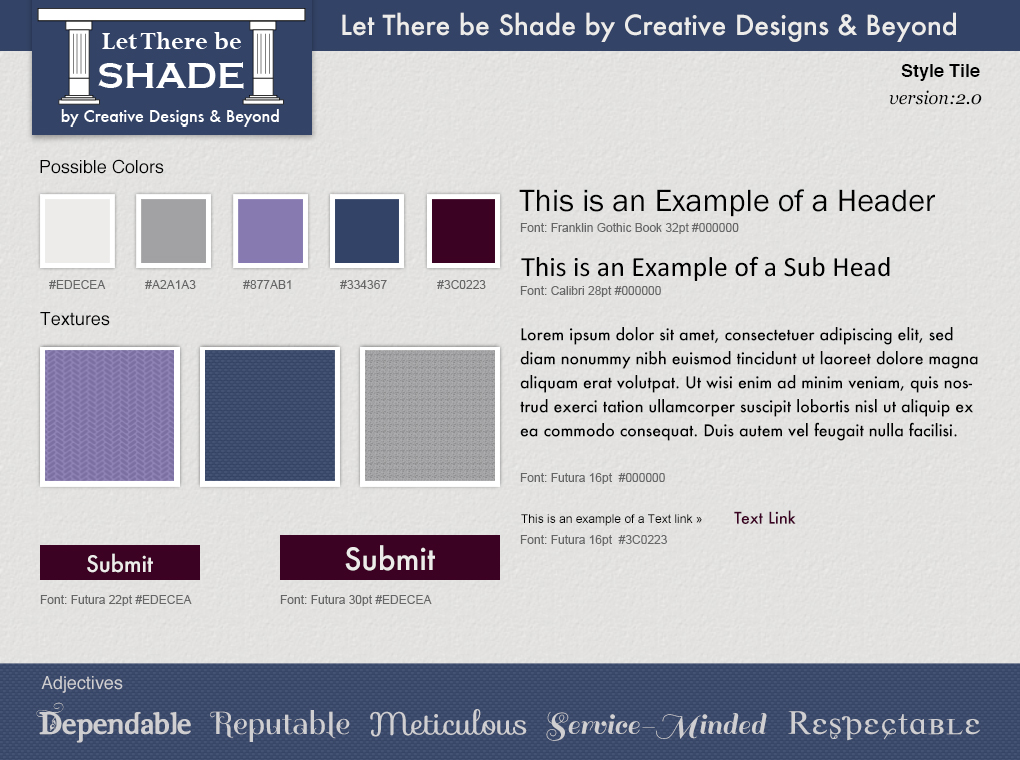 Let There be
SHADE
by Creative Designs & Beyond
Let There be Shade by Creative Designs & Beyond
Style Tile
version:2.0
Possible Colors
#EDECEA #A2A1A3 #877AB1 #334367 #3C0223
Textures
Submit Submit
Font: Futura 22pt #EDECEA Font: Futura 30pt #EDECEA
This is an Example of a Header
Font: Franklin Gothic Book 32pt #000000
This is an Example of a Sub Head
Font: Calibri 28pt #000000
Lorem ipsum dolor sit amet, consectetuer adipiscing elit, sed
diam nonummy nibh euismod tincidunt ut laoreet dolore magna
aliquam erat volutpat. Ut wisi enim ad minim veniam, quis nos-
trud exerci tation ullamcorper suscipit lobortis nisl ut aliquip ex
ea commodo consequat. Duis autem vel feugait nulla facilisi.
Font: Futura 16pt #000000
This is an example of a Text link » Text Link
Font: Futura 16pt #3C0223
Adjectives
Dependable Reputable Meticulous Service-Minded Respectable